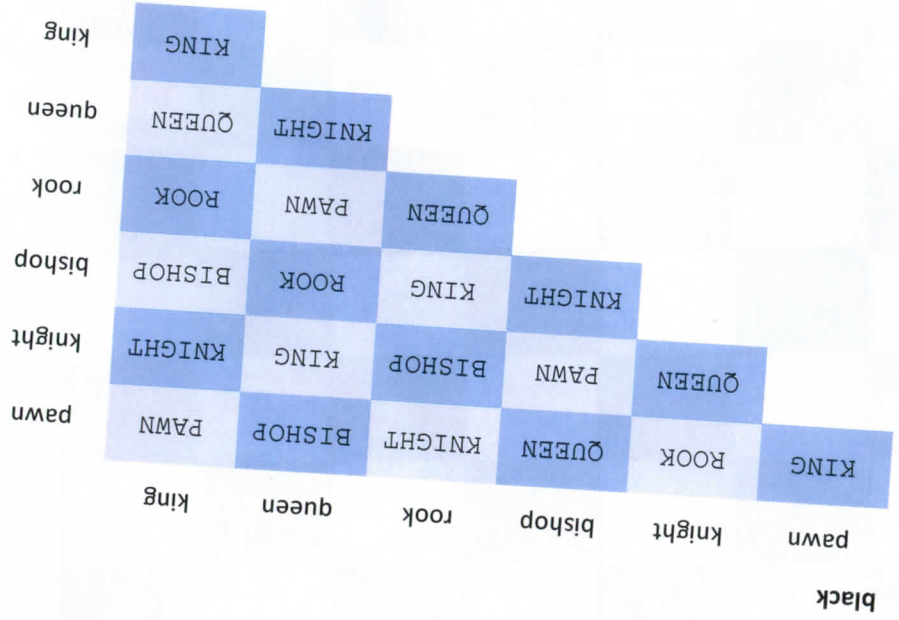 black
pawn knight bishop rook queen king
KING ROOK QUEEN KNIGHT BISHOP PAWN pawn
QUEEN PAWN BISHOP KING KNIGHT knight
KNIGHT KING ROOK BISHOP bishop
QUEEN PAWN ROOK rook
KNIGHT QUEEN queen
KING king